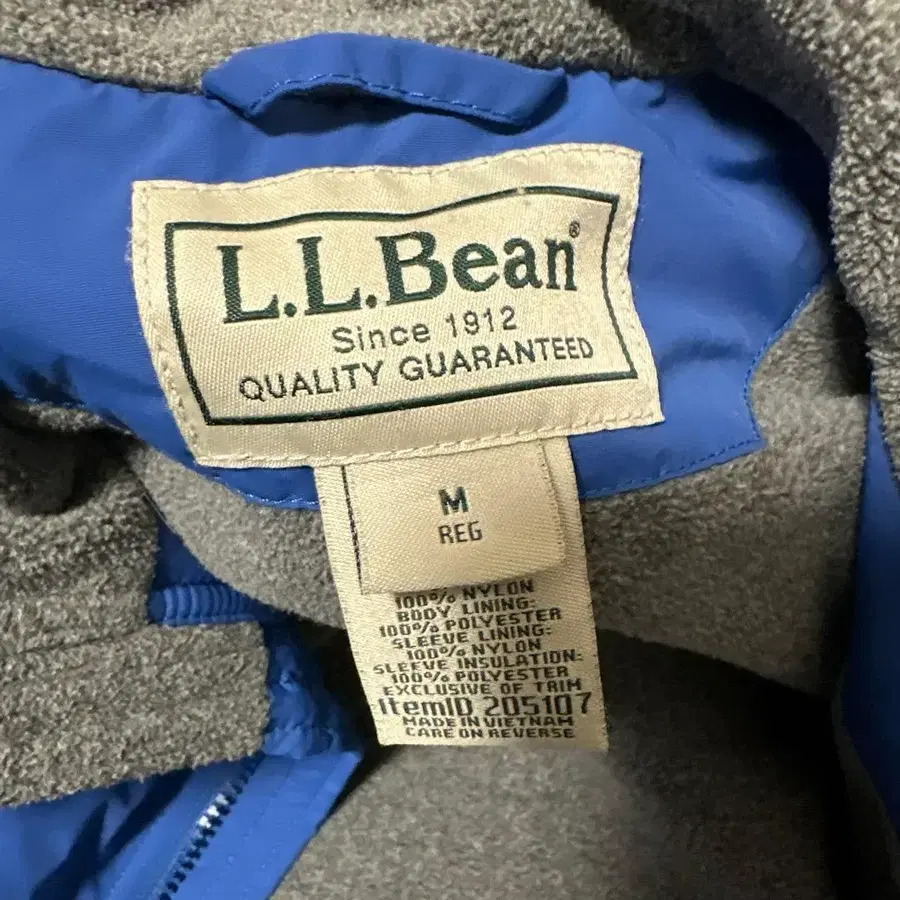 L.L.Bean®
Since 1912
QUALITY GUARANTEED
M
REG
100% NYLON
BODY LINING:
100% POLYESTER
SLEEVE LINING:
100% NYLON
SLEEVE INSULATION:
100% POLYESTER
EXCLUSIVE OF TRIM
ItemID 205107
MADE IN VIETNAM
CARE ON REVERSE